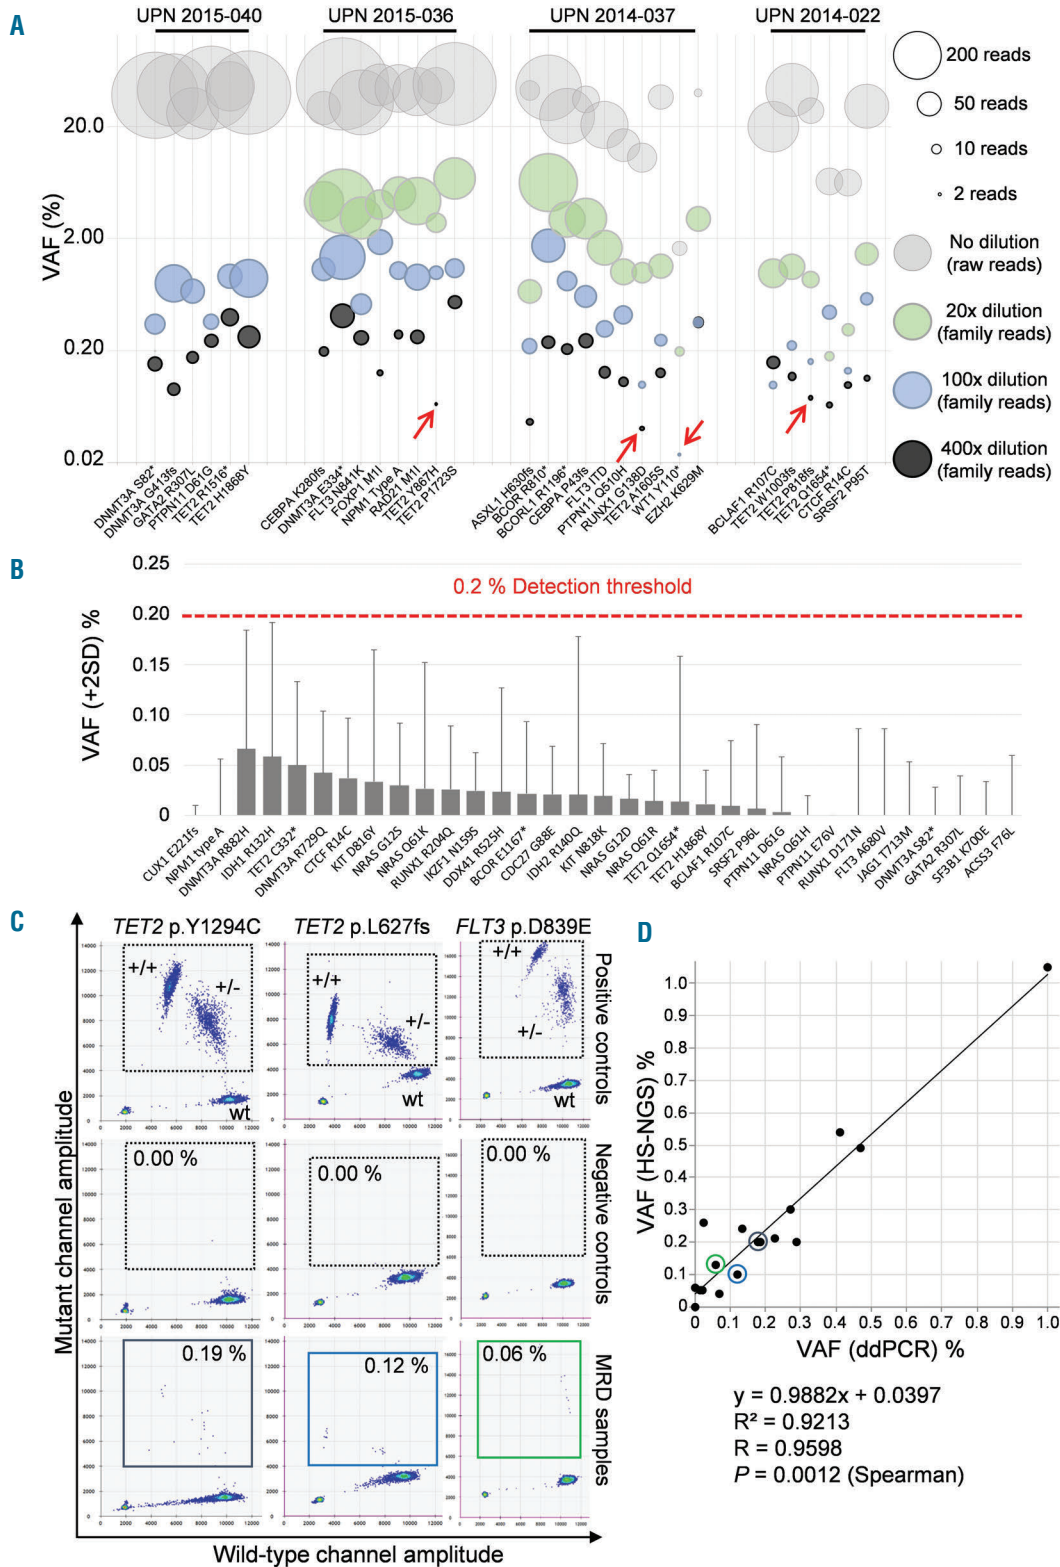 A
UPN 2015-040
UPN 2015-036
UPN 2014-037
UPN 2014-022
VAF (%)
20.0
2.00
0.20
0.02
200 reads
50 reads
10 reads
2 reads
No dilution
(raw reads)
20x dilution
(family reads)
100x dilution
(family reads)
400x dilution
(family reads)
DNMT3A S82*
DNMT3A G413fs
GATA2 R307L
PTPN11 D61G
TET2 R1516*
TET2 H1868Y
CEBPA K280fs
DNMT3A E534*
FLT3 N841K
FOXP1 M1I
NPM1 Type A
RAD21 M1I
TET2 Y867H
TET2 P1723S
ASXL1 H630fs
BCOR R810*
BCORL1 R1196*
CEBPA P43fs
FLT3 ITD
PTPN11 Q510H
RUNX1 G138D
TET2 A1605S
WT1 Y110*
EZH2 K629M
BCLAF1 R107C
TET2 W1003fs
TET2 P818fs
TET2 Q1654*
CTCF R14C
SRSF2 P95T
B
VAF (+2SD) %
0.25
0.20
0.15
0.10
0.05
0
0.2 % Detection threshold
CUX1 E221fs
NPM1 type A
DNMT3A R882H
IDH1 R132H
TET2 C332*
DNMT3A R729Q
CTCF R14C
KIT D816Y
NRAS G12S
NRAS Q61K
RUNX1 R204Q
IKZF1 N159S
DDX41 R525H
BCOR E1167*
CDC27 G88E
IDH2 R140Q
KIT N818K
NRAS G12D
NRAS Q61R
TET2 Q1654*
TET2 H1868Y
BCLAF1 R107C
SRSF2 P96L
PTPN11 D61G
NRAS Q61H
PTPN11 E76V
RUNX1 D171N
FLT3 A680V
JAG1 T713M
DNMT3A S82*
GATA2 R307L
SF3B1 K700E
ACSS3 F76L
C
TET2 p.Y1294C
TET2 p.L627fs
FLT3 p.D839E
Mutant channel amplitude
Wild-type channel amplitude
Positive controls
Negative controls
MRD samples
+/+
+/-
wt
+/+
+/-
wt
+/+
+/-
wt
0.00 %
0.00 %
0.00 %
0.19 %
0.12 %
0.06 %
D
VAF (HS-NGS) %
1.0
0.9
0.8
0.7
0.6
0.5
0.4
0.3
0.2
0.1
0
0 0.1 0.2 0.3 0.4 0.5 0.6 0.7 0.8 0.9 1.0
VAF (ddPCR) %
y = 0.9882x + 0.0397
R² = 0.9213
R = 0.9598
P = 0.0012 (Spearman)